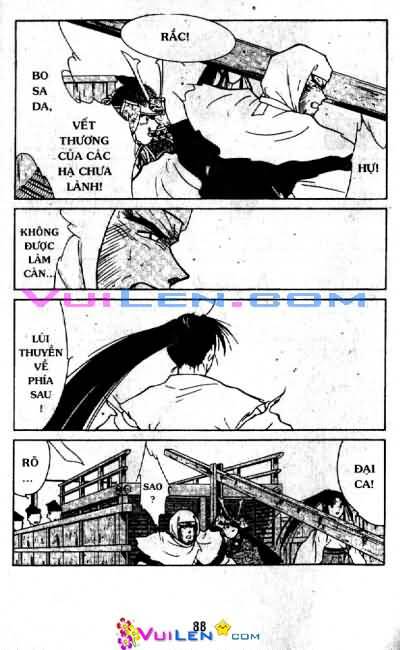 RẮC!
BO
SA
DA,
VẾT
THƯƠNG
CỦA CÁC
HẠ CHƯA
LÀNH!
HỰ!
KHÔNG
ĐƯỢC
LÀM
CÀN...
VuiLen.com
LÙI
THUYỀN
VỀ
PHÍA
SAU
!
RÕ
...
SAO
?
ĐẠI
CA!
88
VuiLen
.com